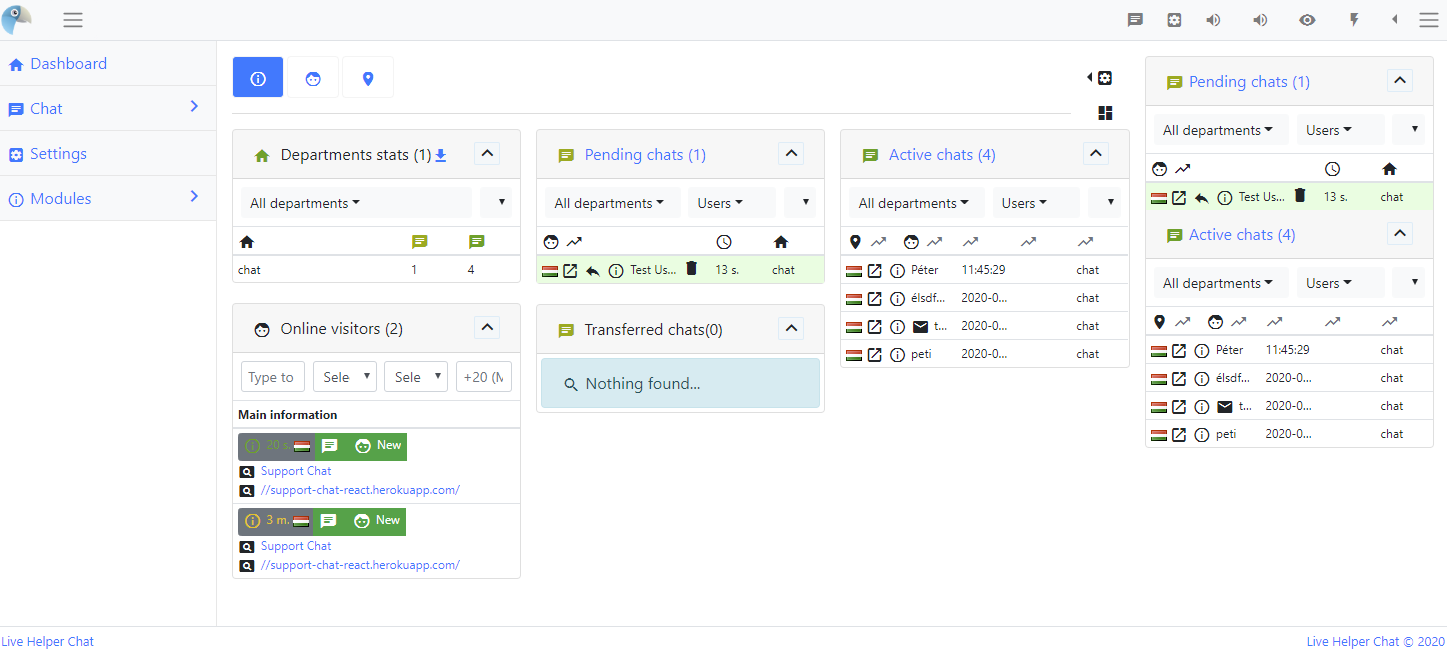 Dashboard
Chat
Settings
Modules
Departments stats (1)
All departments
chat 1 4
Online visitors (2)
Type to Sele Sele +20 (M
Main information
20 s. New
Support Chat
//support-chat-react.herokuapp.com/
3 m. New
Support Chat
//support-chat-react.herokuapp.com/
Pending chats (1)
All departments Users
Test Us... 13 s. chat
Transferred chats(0)
Nothing found...
Active chats (4)
All departments Users
Péter 11:45:29 chat
élsdf... 2020-0... chat
t... 2020-0... chat
peti 2020-0... chat
Pending chats (1)
All departments Users
Test Us... 13 s. chat
Active chats (4)
All departments Users
Péter 11:45:29 chat
élsdf... 2020-0... chat
t... 2020-0... chat
peti 2020-0... chat
Live Helper Chat
Live Helper Chat © 2020